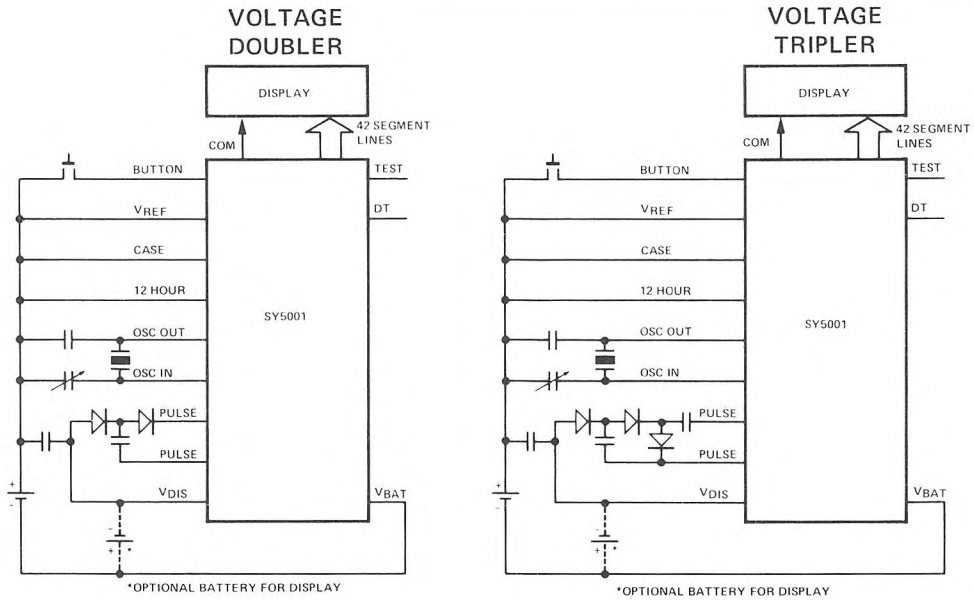 VOLTAGE
DOUBLER
DISPLAY
COM
42 SEGMENT
LINES
BUTTON
TEST
VREF
DT
CASE
12 HOUR
SY5001
OSC OUT
OSC IN
PULSE
PULSE
VDIS
VBAT
+
-
-
+ *
*OPTIONAL BATTERY FOR DISPLAY
VOLTAGE
TRIPLER
DISPLAY
COM
42 SEGMENT
LINES
BUTTON
TEST
VREF
DT
CASE
12 HOUR
SY5001
OSC OUT
OSC IN
PULSE
PULSE
VDIS
VBAT
+
-
-
+ *
*OPTIONAL BATTERY FOR DISPLAY